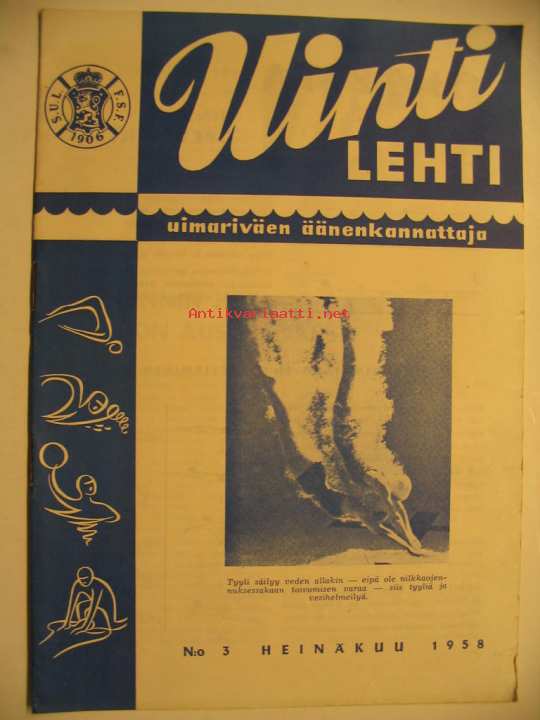 S.U.L. F.S.F.
1906
Uinti
LEHTI
uimariväen äänenkannattaja
Antikvariaatti.net
Tyyli säilyy veden allakin — eipä ole nilkkaojen-
nuksessakaan toivomisen varaa — siis tyyliä ja
vesihelmeilyä.
N:o 3 HEINÄKUU 1958